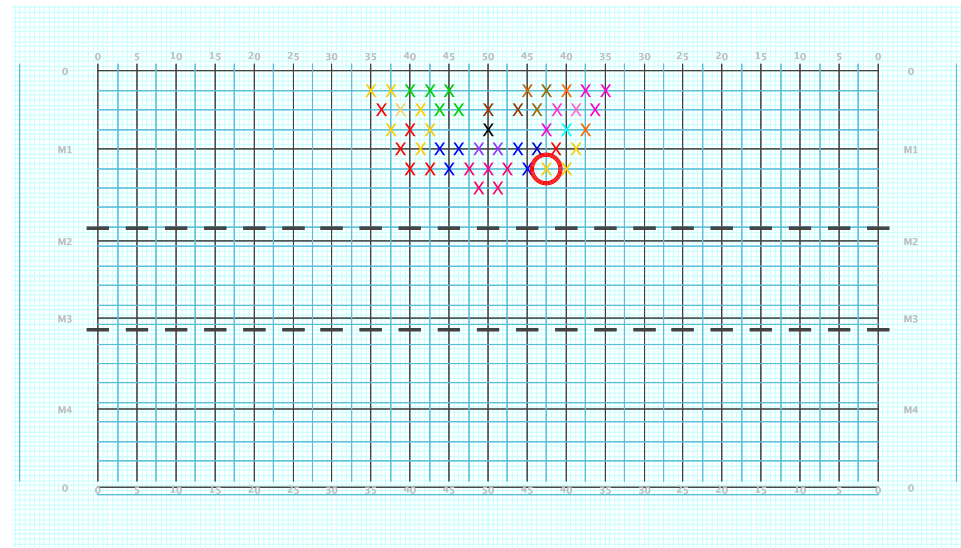 0 5 10 15 20 25 30 35 40 45 50 45 40 35 30 25 20 15 10 5 0
0 0
X X X X X X X X X X
X X X X X X X X X X X
X X X X X X X
M1 X X X X X X X X X X M1
X X X X X X X X X
X X
M2 M2
M3 M3
M4 M4
0 0 5 10 15 20 25 30 35 40 45 50 45 40 35 30 25 20 15 10 5 0 0